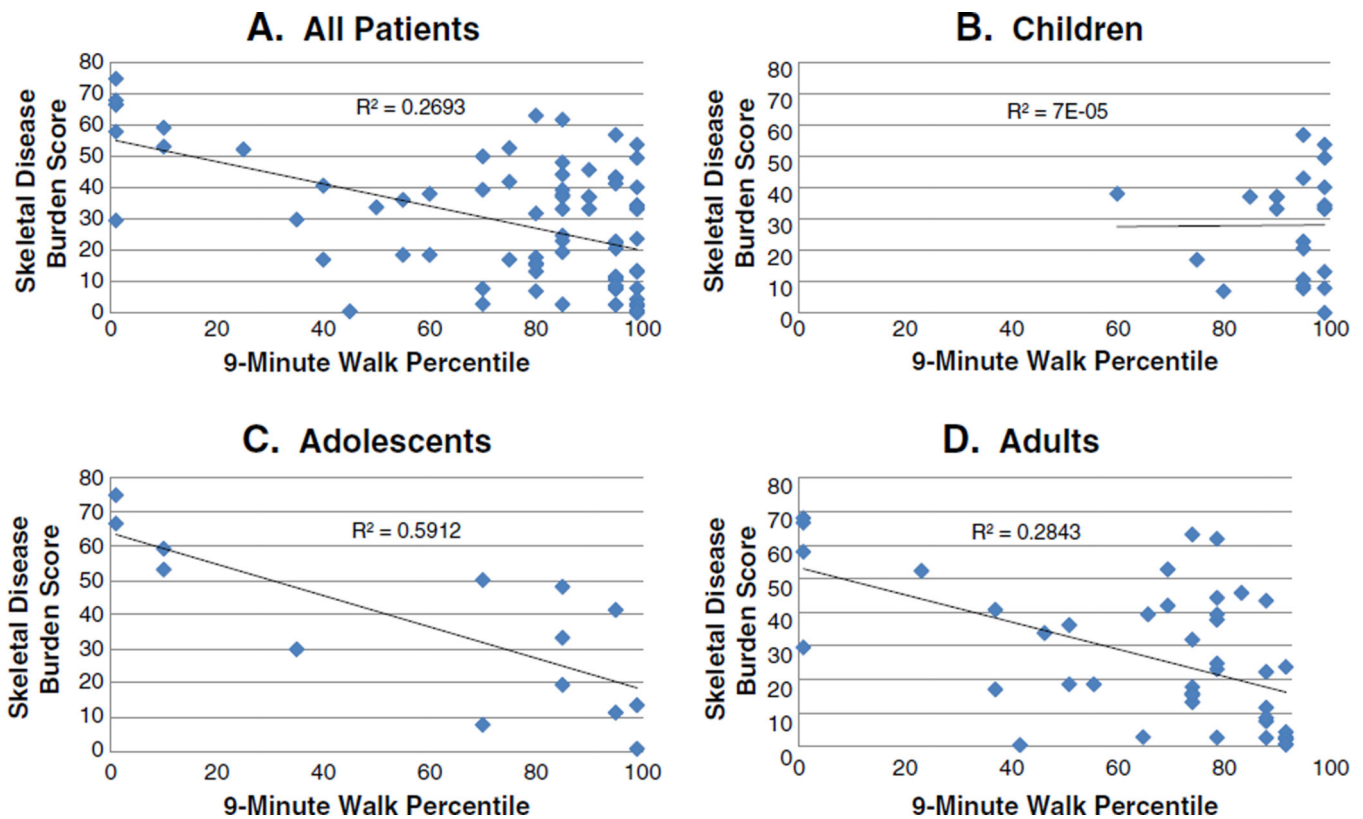 A. All Patients
Skeletal Disease
Burden Score
80
70
60
50
40
30
20
10
0
R² = 0.2693
0 20 40 60 80 100
9-Minute Walk Percentile
B. Children
Skeletal Disease
Burden Score
80
70
60
50
40
30
20
10
0
R² = 7E-05
0 20 40 60 80 100
9-Minute Walk Percentile
C. Adolescents
Skeletal Disease
Burden Score
80
70
60
50
40
30
20
10
0
R² = 0.5912
0 20 40 60 80 100
9-Minute Walk Percentile
D. Adults
Skeletal Disease
Burden Score
80
70
60
50
40
30
20
10
0
R² = 0.2843
0 20 40 60 80 100
9-Minute Walk Percentile